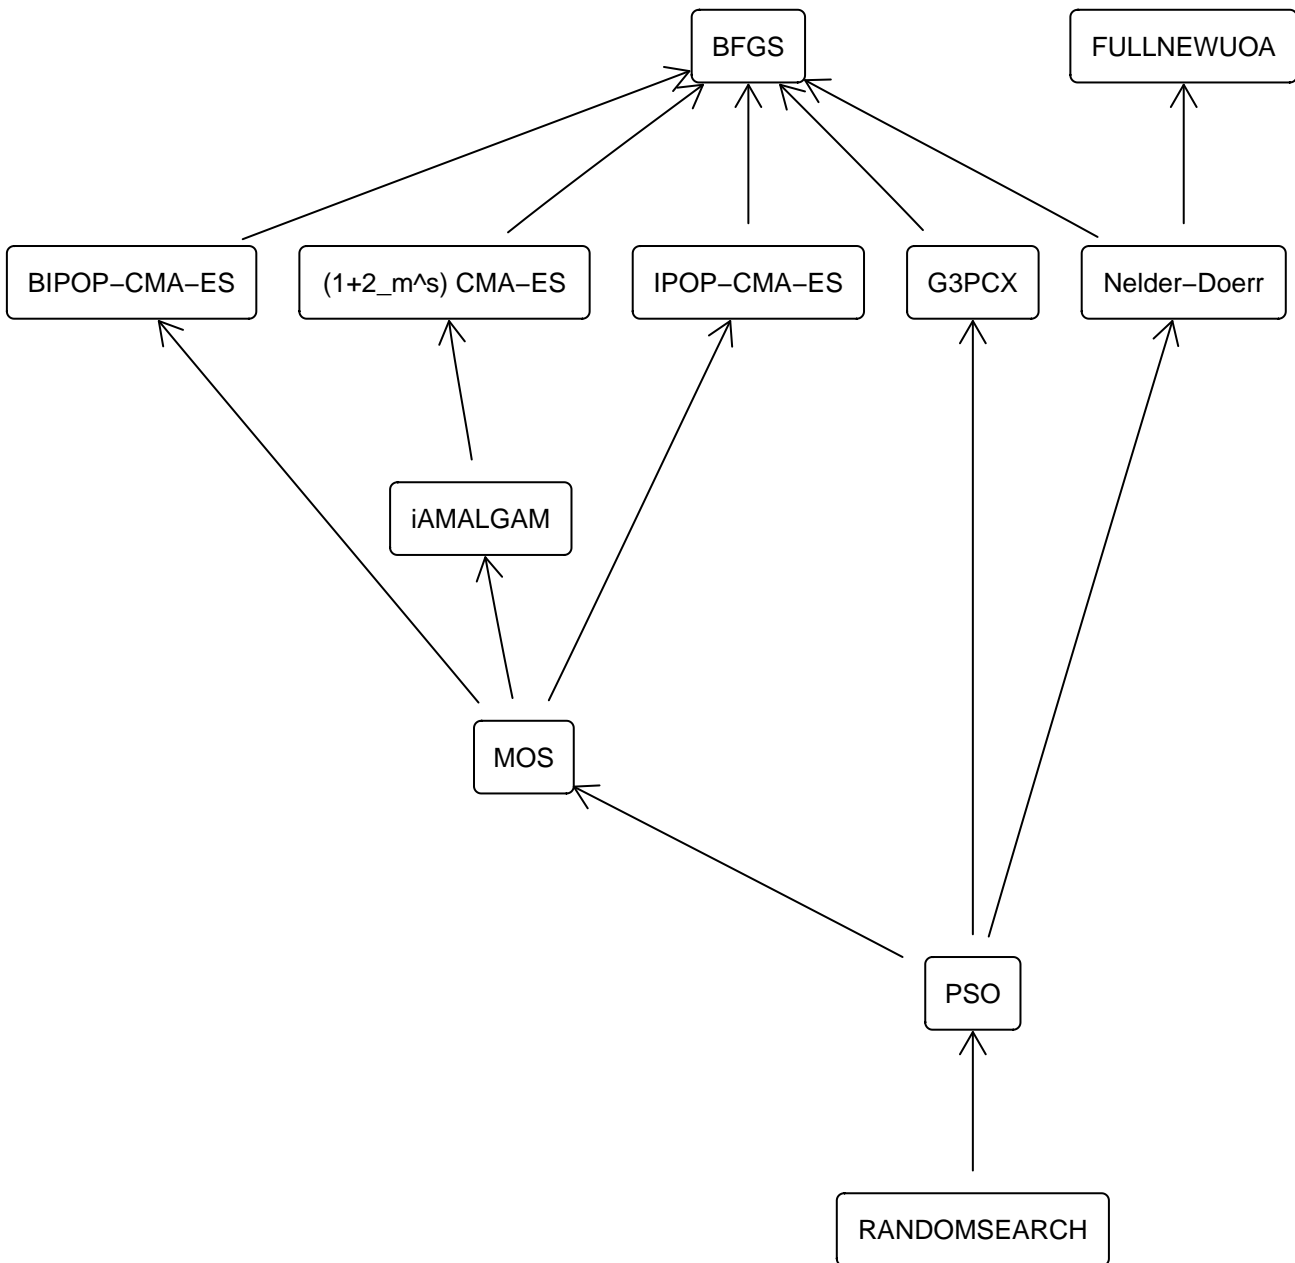 BFGS
FULLNEWUOA
BIPOP−CMA−ES
(1+2_m^s) CMA−ES
IPOP−CMA−ES
G3PCX
Nelder−Doerr
iAMALGAM
MOS
PSO
RANDOMSEARCH